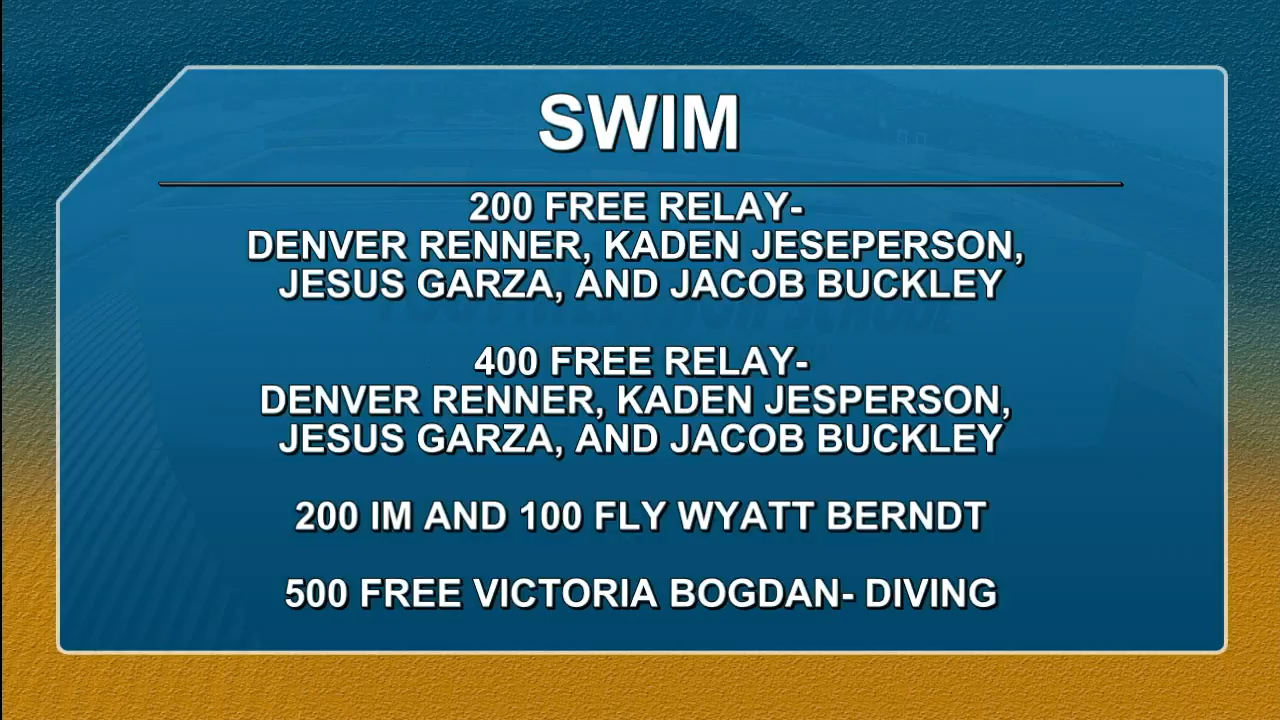 SWIM
200 FREE RELAY-
DENVER RENNER, KADEN JESEPERSON,
JESUS GARZA, AND JACOB BUCKLEY
400 FREE RELAY-
DENVER RENNER, KADEN JESPERSON,
JESUS GARZA, AND JACOB BUCKLEY
200 IM AND 100 FLY WYATT BERNDT
500 FREE VICTORIA BOGDAN- DIVING